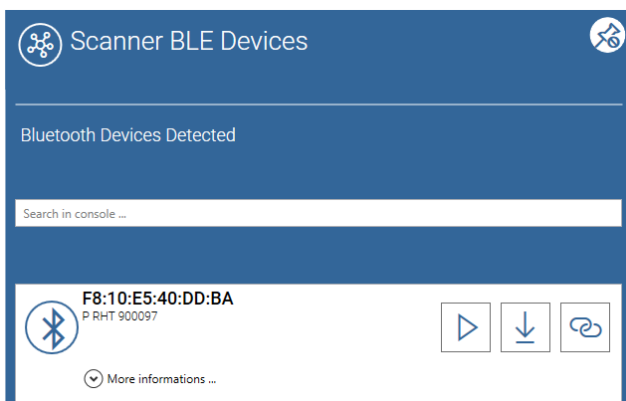 Scanner BLE Devices
Bluetooth Devices Detected
Search in console ...
F8:10:E5:40:DD:BA
P RHT 900097
More informations ...